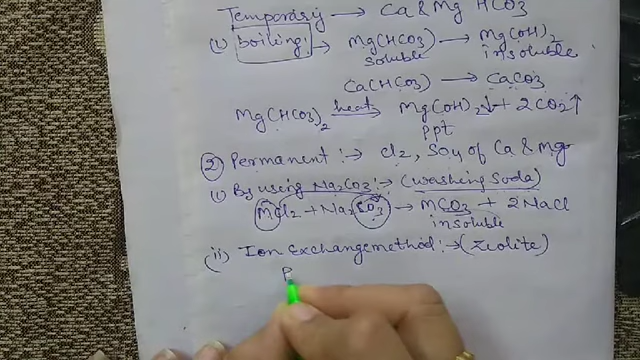 Temporary → Ca & Mg HCO3
(1) boiling: → Mg(HCO3) → Mg(OH)2
soluble insoluble
Ca(HCO3) → CaCO3
Mg(HCO3)2 heat→ Mg(OH)2↓ + 2CO2↑
ppt
② Permanent :→ Cl2, SO4 of Ca & Mg
(i) By using Na2CO3 :→ (washing Soda)
MCl2 + Na2CO3 → MCO3 + 2NaCl
insoluble
(ii) Ion Exchange method :→ (Zeolite)
P